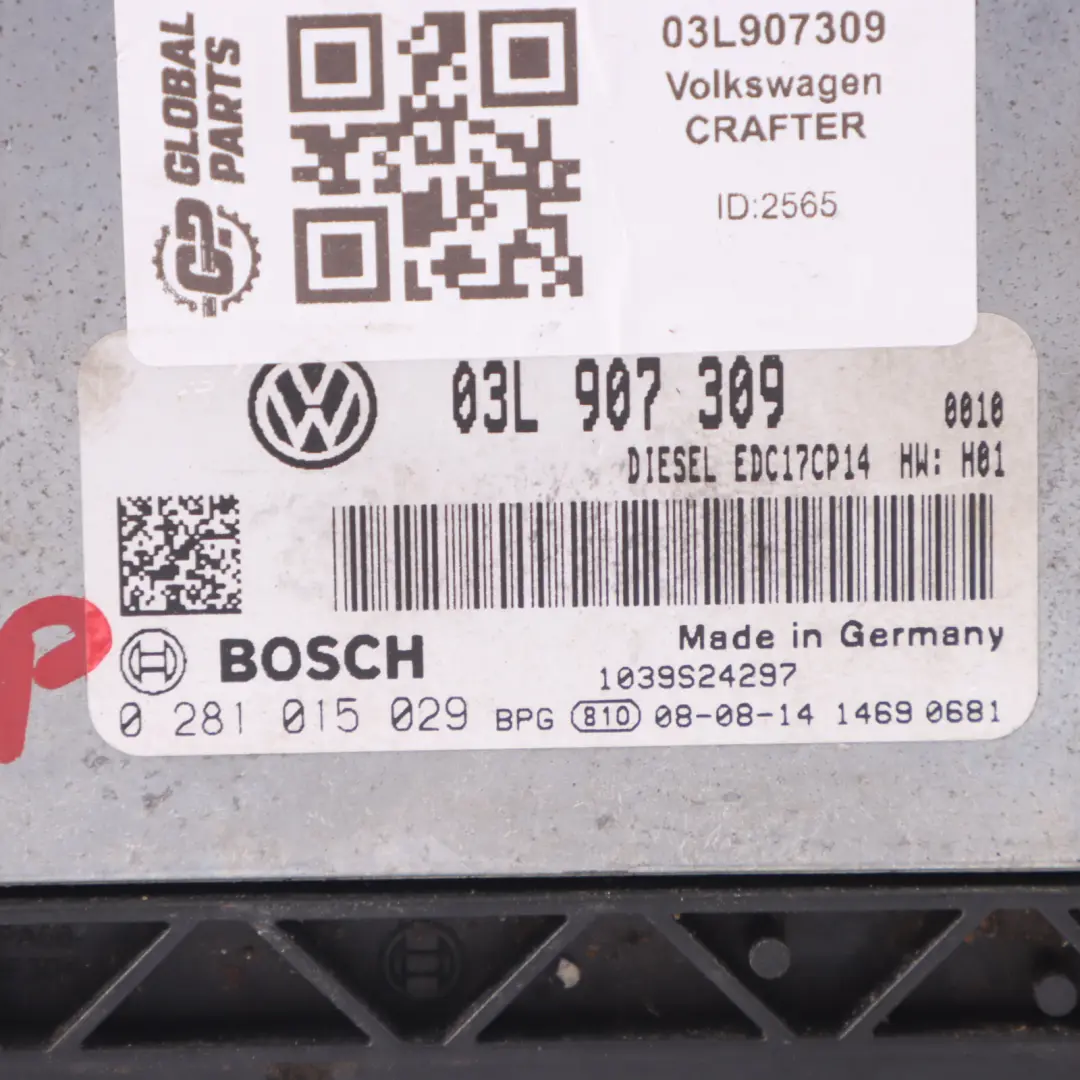 GLOBAL
PARTS
GP
03L907309
Volkswagen
CRAFTER
ID:2565
03L 907 309
0010
DIESEL EDC17CP14 HW: H01
BOSCH
Made in Germany
1039S24297
0 281 015 029 BPG 810 08-08-14 1469 0681
P